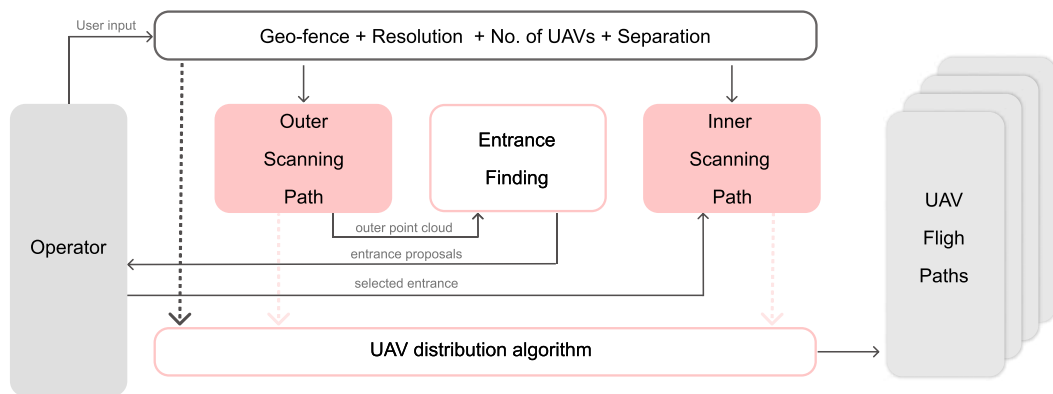 User input
Geo-fence + Resolution + No. of UAVs + Separation
Operator
Outer
Scanning
Path
Entrance
Finding
Inner
Scanning
Path
outer point cloud
entrance proposals
selected entrance
UAV distribution algorithm
UAV
Fligh
Paths